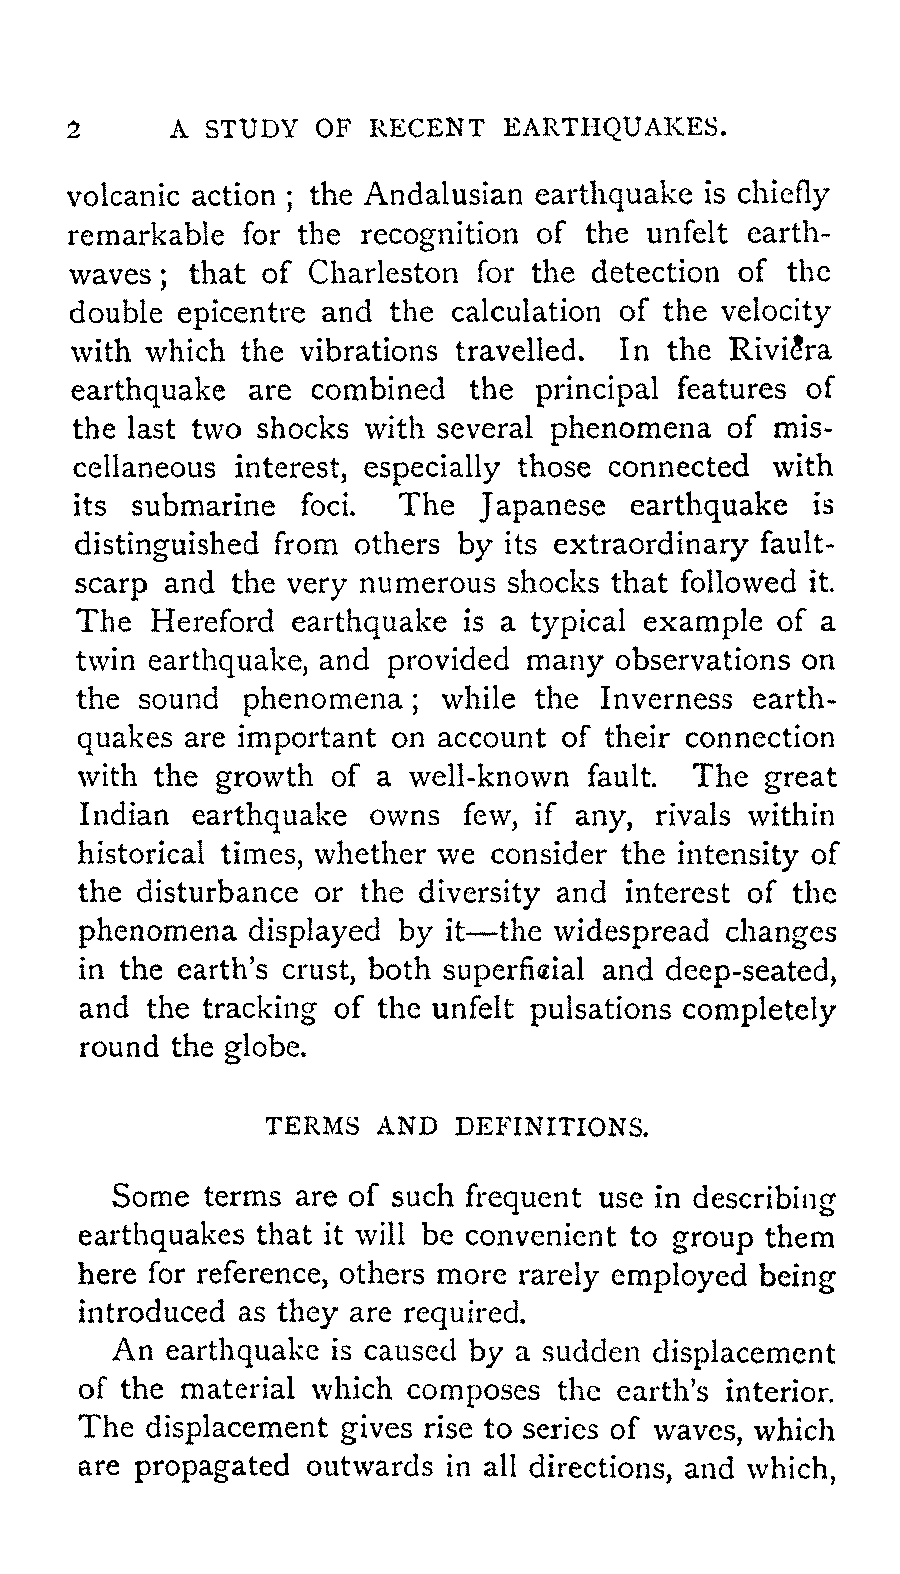 2 A STUDY OF RECENT EARTHQUAKES.
volcanic action ; the Andalusian earthquake is chiefly
remarkable for the recognition of the unfelt earth-
waves ; that of Charleston for the detection of the
double epicentre and the calculation of the velocity
with which the vibrations travelled. In the Riviêra
earthquake are combined the principal features of
the last two shocks with several phenomena of mis-
cellaneous interest, especially those connected with
its submarine foci. The Japanese earthquake is
distinguished from others by its extraordinary fault-
scarp and the very numerous shocks that followed it.
The Hereford earthquake is a typical example of a
twin earthquake, and provided many observations on
the sound phenomena ; while the Inverness earth-
quakes are important on account of their connection
with the growth of a well-known fault. The great
Indian earthquake owns few, if any, rivals within
historical times, whether we consider the intensity of
the disturbance or the diversity and interest of the
phenomena displayed by it—the widespread changes
in the earth's crust, both superficial and deep-seated,
and the tracking of the unfelt pulsations completely
round the globe.
TERMS AND DEFINITIONS.
Some terms are of such frequent use in describing
earthquakes that it will be convenient to group them
here for reference, others more rarely employed being
introduced as they are required.
An earthquake is caused by a sudden displacement
of the material which composes the earth's interior.
The displacement gives rise to series of waves, which
are propagated outwards in all directions, and which,